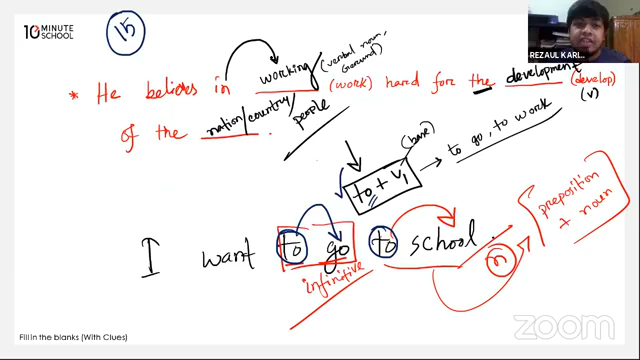 10 MINUTE SCHOOL
15
REZAUL KARI..
working/ (verbal noun, Gerund)
* He believes in ______ (work) hard fore the development (develop) (v)
of the nation/country/people.
(base)
to + V1 → to go, to work
I want to go to school.
infinitive
n
preposition + noun
Fill in the blanks (With Clues)
zoom